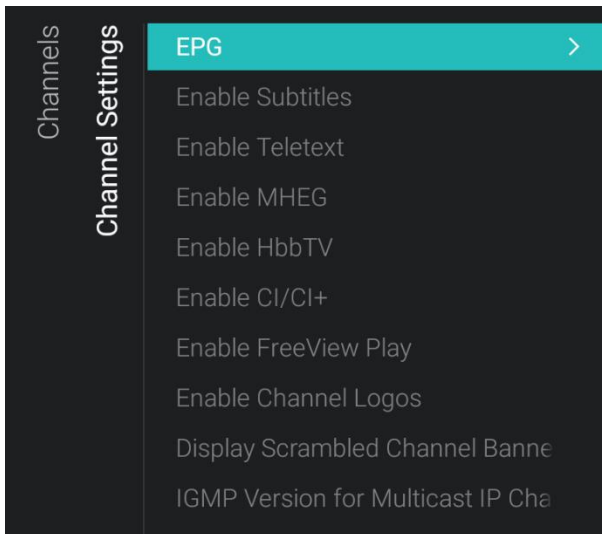 Channels
Channel Settings
EPG
Enable Subtitles
Enable Teletext
Enable MHEG
Enable HbbTV
Enable CI/CI+
Enable FreeView Play
Enable Channel Logos
Display Scrambled Channel Banne
IGMP Version for Multicast IP Cha